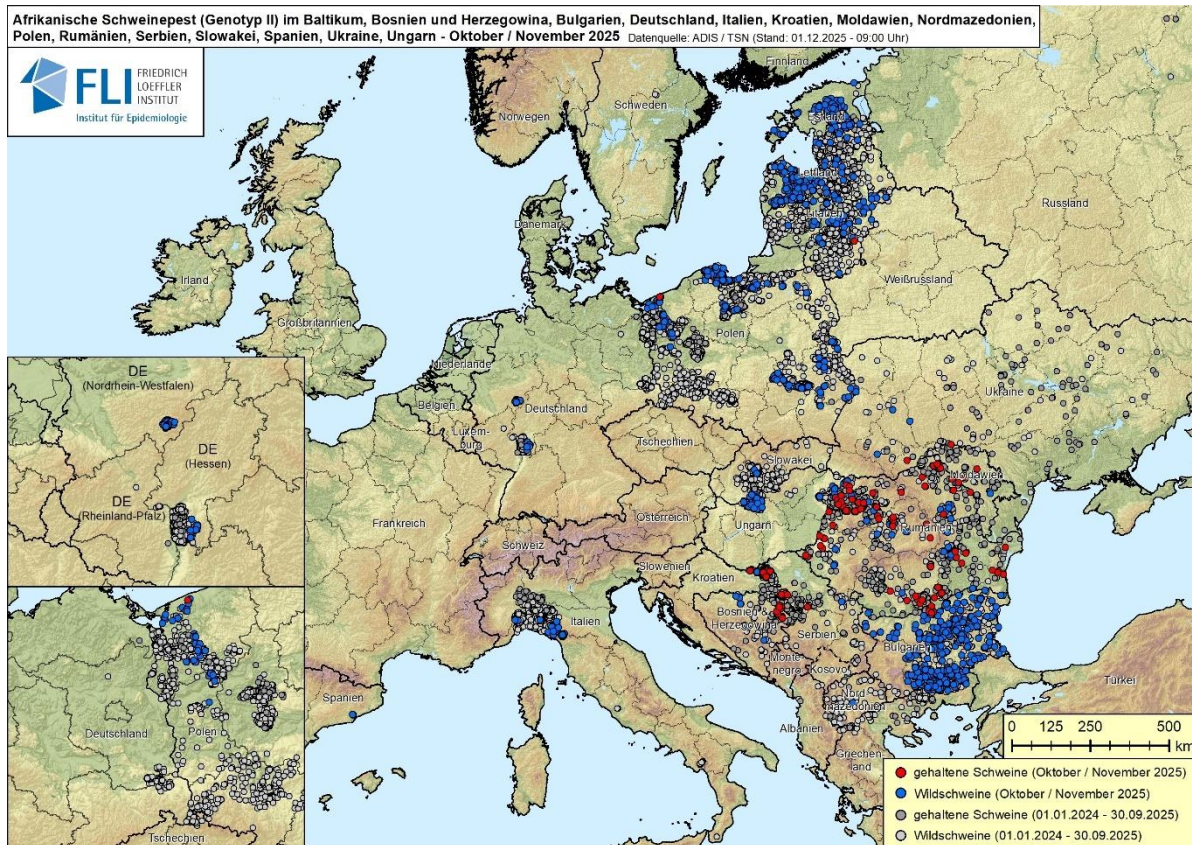 Afrikanische Schweinepest (Genotyp II) im Baltikum, Bosnien und Herzegowina, Bulgarien, Deutschland, Italien, Kroatien, Moldawien, Nordmazedonien,
Polen, Rumänien, Serbien, Slowakei, Spanien, Ukraine, Ungarn - Oktober / November 2025 Datenquelle: ADIS / TSN (Stand: 01.12.2025 - 09:00 Uhr)
FLI
FRIEDRICH
LOEFFLER
INSTITUT
Institut für Epidemiologie
Finnland
Schweden
Norwegen
Estland
Lettland
Russland
Litauen
Dänemark
Irland
Weißrussland
Großbritannien
Polen
Niederlande
Ukraine
Belgien
Deutschland
Luxem-
burg
Tschechien
Slowakei
Moldawien
Frankreich
Österreich
Ungarn
Rumänien
Schweiz
Slowenien
Kroatien
Italien
Bosnien &
Herzegowina
Serbien
Monte-
negro
Kosovo
Bulgarien
Nord-
mazedonien
Spanien
Albanien
Griechen-
land
Türkei
DE
(Nordrhein-Westfalen)
DE
(Hessen)
DE
(Rheinland-Pfalz)
Deutschland
Polen
Tschechien
0 125 250 500
km
gehaltene Schweine (Oktober / November 2025)
Wildschweine (Oktober / November 2025)
gehaltene Schweine (01.01.2024 - 30.09.2025)
Wildschweine (01.01.2024 - 30.09.2025)